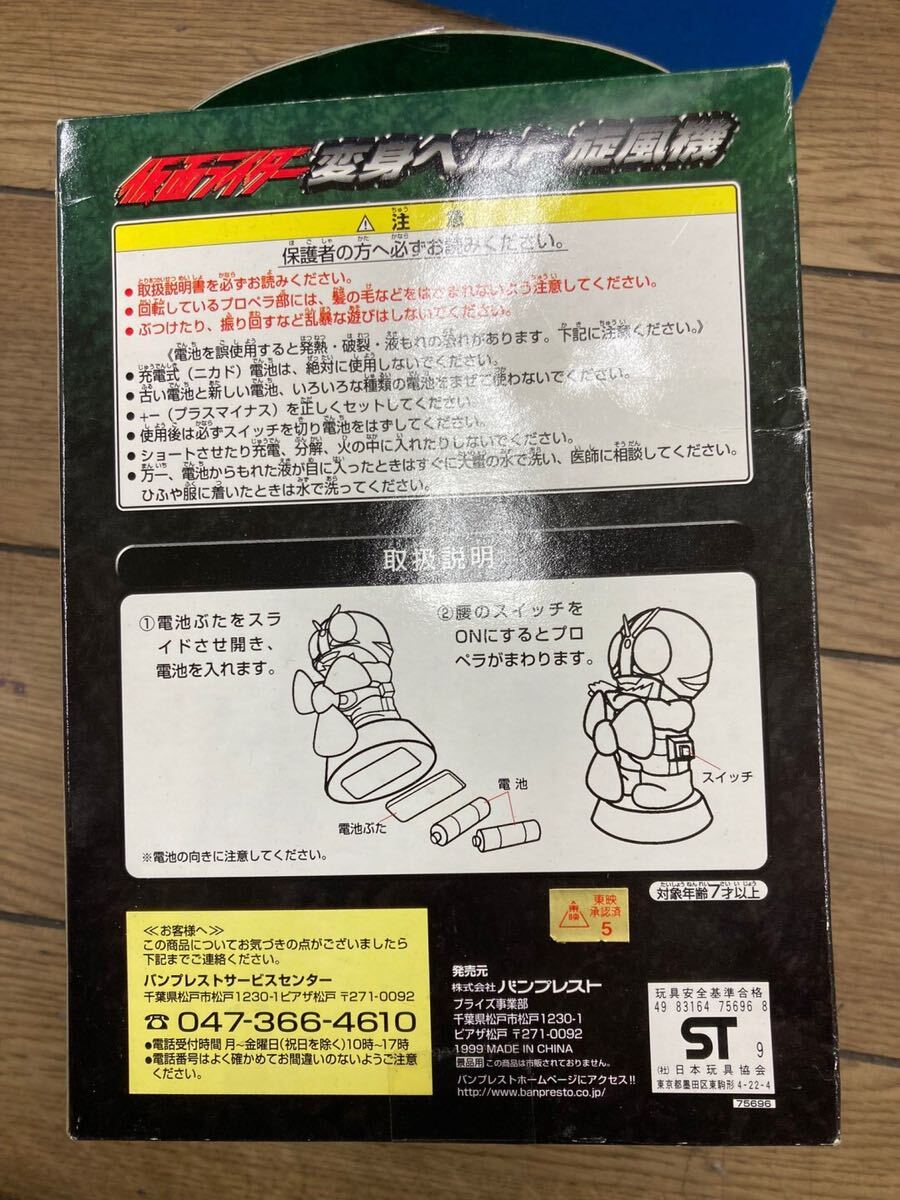 仮面ライダー 変身ベルト旋風機
⚠ 注 意
保護者の方へ必ずお読みください。
●取扱説明書を必ずお読みください。
●回転しているプロペラ部には、髪の毛などをはさまれないよう注意してください。
●ぶつけたり、振り回すなど乱暴な遊びはしないでください。
《電池を誤使用すると発熱・破裂・液もれの恐れがあります。下記に注意ください。》
●充電式（ニカド）電池は、絶対に使用しないでください。
●古い電池と新しい電池、いろいろな種類の電池をまぜて使わないでください。
●+−（プラスマイナス）を正しくセットしてください。
●使用後は必ずスイッチを切り電池をはずしてください。
●ショートさせたり充電、分解、火の中に入れたりしないでください。
●万一、電池からもれた液が目に入ったときはすぐに大量の水で洗い、医師に相談してください。
ひふや服に着いたときは水で洗ってください。
取扱説明
①電池ぶたをスラ
イドさせ開き、
電池を入れます。
②腰のスイッチを
ONにするとプロ
ペラがまわります。
スイッチ
電池
電池ぶた
※電池の向きに注意してください。
対象年齢7才以上
東映
東映
承認済
5
≪お客様へ≫
この商品についてお気づきの点がございましたら
下記までご連絡ください。
バンプレストサービスセンター
千葉県松戸市松戸1230-1ピアザ松戸 〒271-0092
☎ 047-366-4610
●電話受付時間 月〜金曜日(祝日を除く)10時〜17時
●電話番号はよく確かめてお間違いのないようご注意
ください。
発売元
株式会社 バンプレスト
プライズ事業部
千葉県松戸市松戸1230-1
ピアザ松戸 〒271-0092
1999 MADE IN CHINA
景品用 この商品は市販されておりません。
バンプレストホームページにアクセス!!
http://www.banpresto.co.jp/
玩具安全基準合格
49 83164 75696 8
ST 9
(社) 日本玩具協会
東京都墨田区東駒形4-22-4
75696